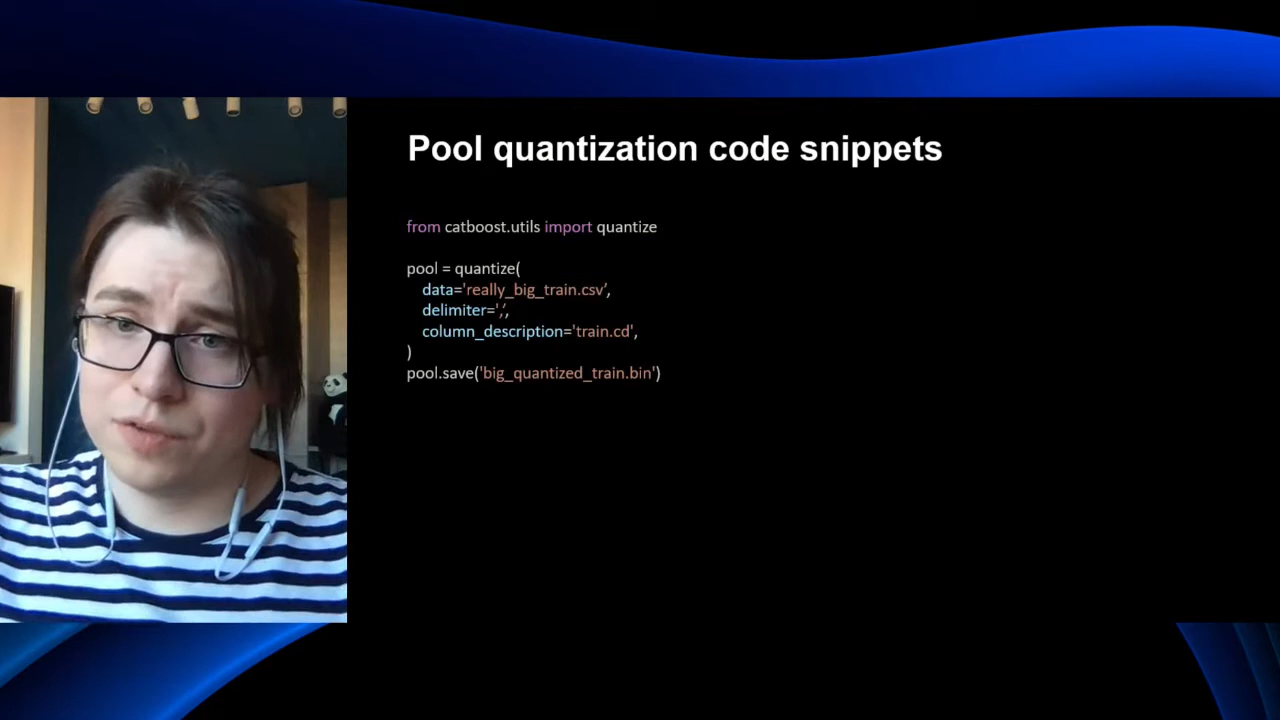 Pool quantization code snippets
from catboost.utils import quantize
pool = quantize(
data='really_big_train.csv’,
delimiter=',’,
column_description='train.cd',
)
pool.save('big_quantized_train.bin')